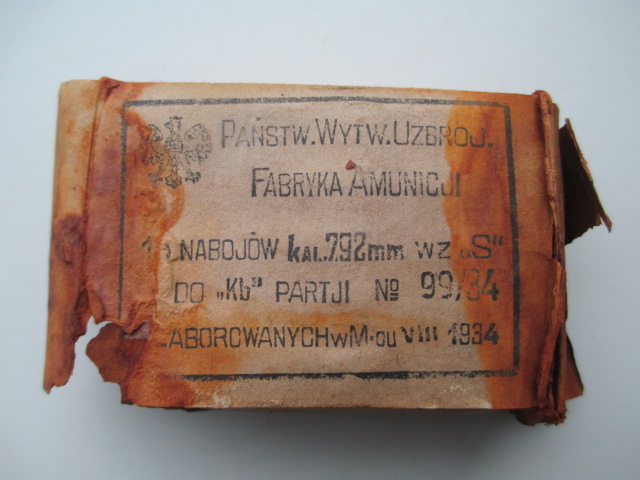 PAŃSTW. WYTW. UZBROJ.
FABRYKA AMUNICJI
NABOJÓW kAL. 7.92mm WZ „S"
DO „Kb" PARTJI № 99/34
ABOROWANYCH w M-cu VIII 1934